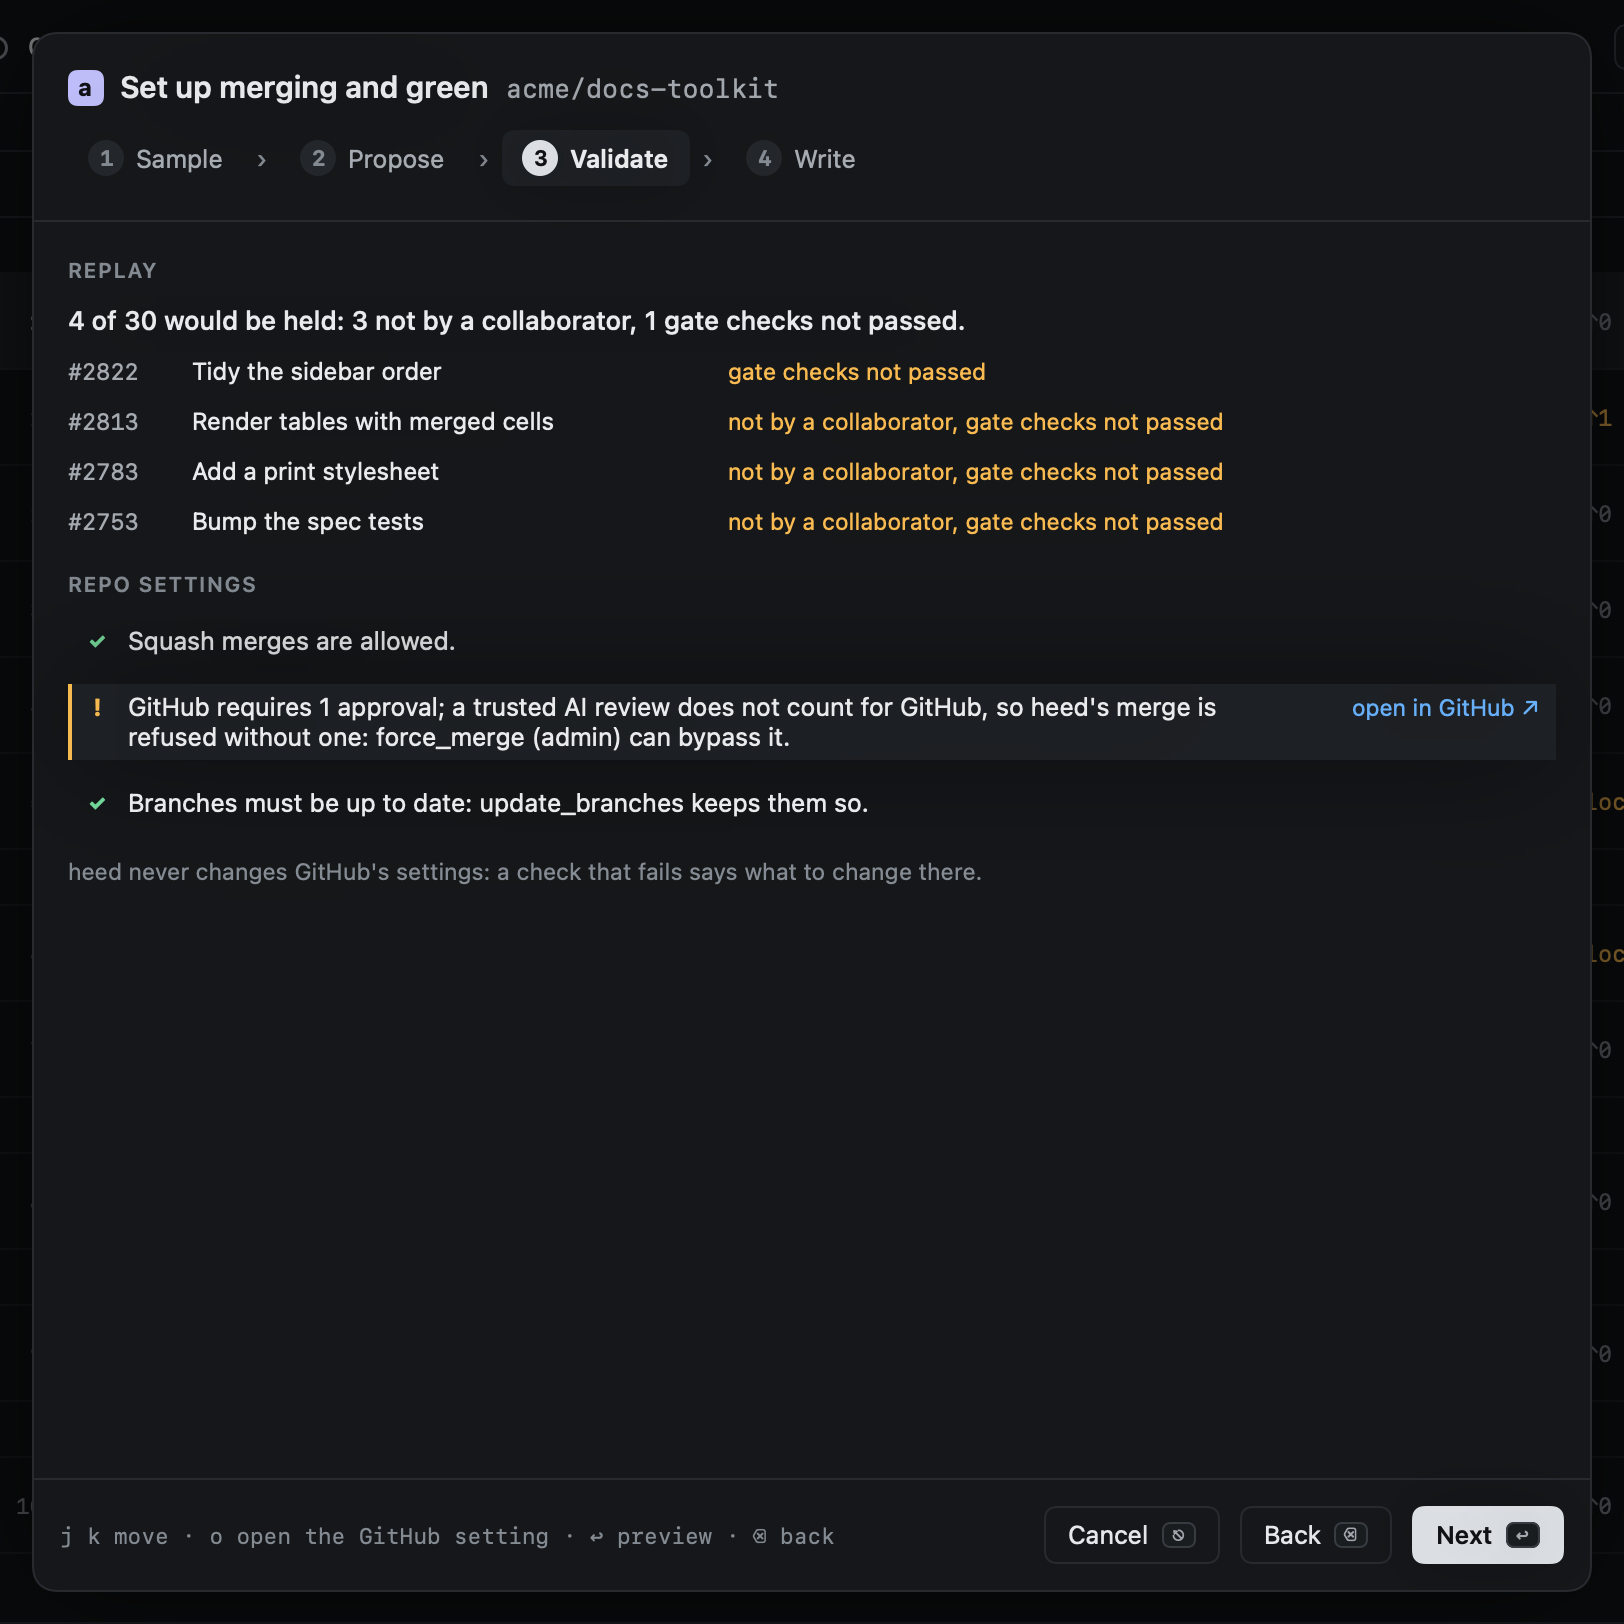 a Set up merging and green acme/docs-toolkit
1 Sample › 2 Propose › 3 Validate › 4 Write
REPLAY
4 of 30 would be held: 3 not by a collaborator, 1 gate checks not passed.
#2822 Tidy the sidebar order gate checks not passed
#2813 Render tables with merged cells not by a collaborator, gate checks not passed
#2783 Add a print stylesheet not by a collaborator, gate checks not passed
#2753 Bump the spec tests not by a collaborator, gate checks not passed
REPO SETTINGS
✓ Squash merges are allowed.
! GitHub requires 1 approval; a trusted AI review does not count for GitHub, so heed's merge is open in GitHub ↗
refused without one: force_merge (admin) can bypass it.
✓ Branches must be up to date: update_branches keeps them so.
heed never changes GitHub's settings: a check that fails says what to change there.
j k move · o open the GitHub setting · ↩ preview · ⌫ back
Cancel Back Next